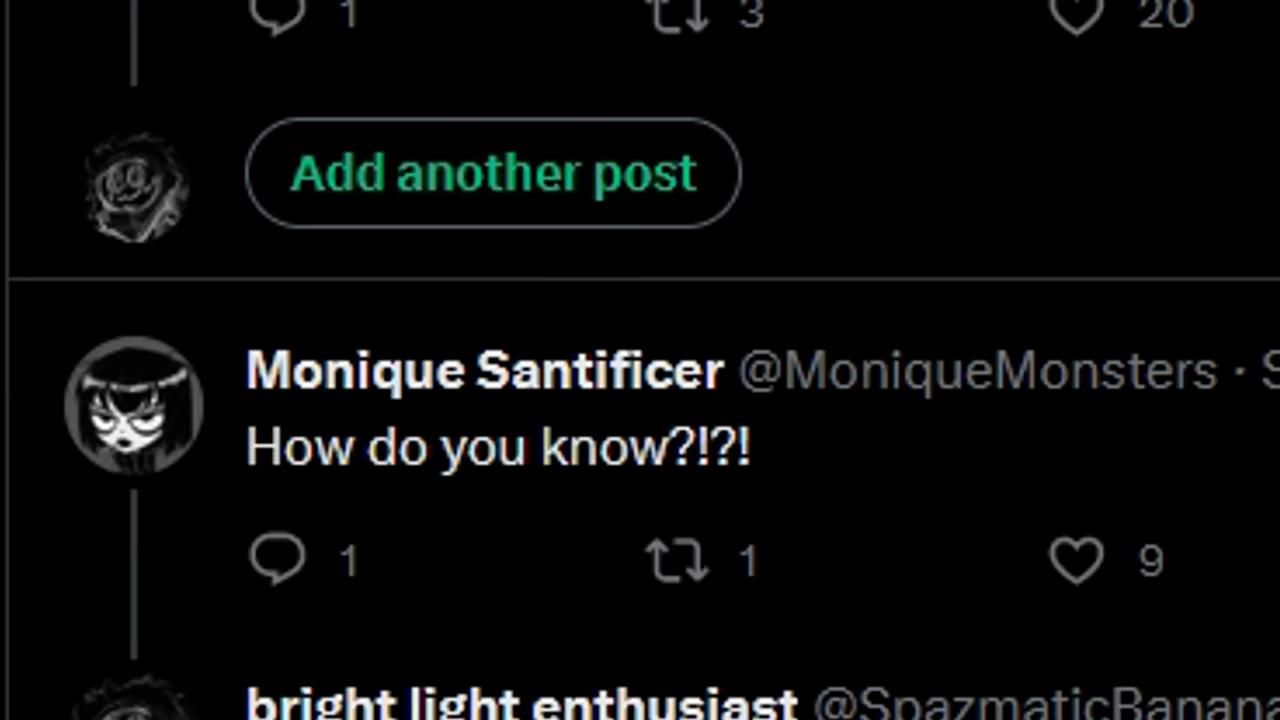 1 3 20
Add another post
Monique Santificer @MoniqueMonsters · S
How do you know?!?!
1 1 9
bright light enthusiast @SpazmaticBanana